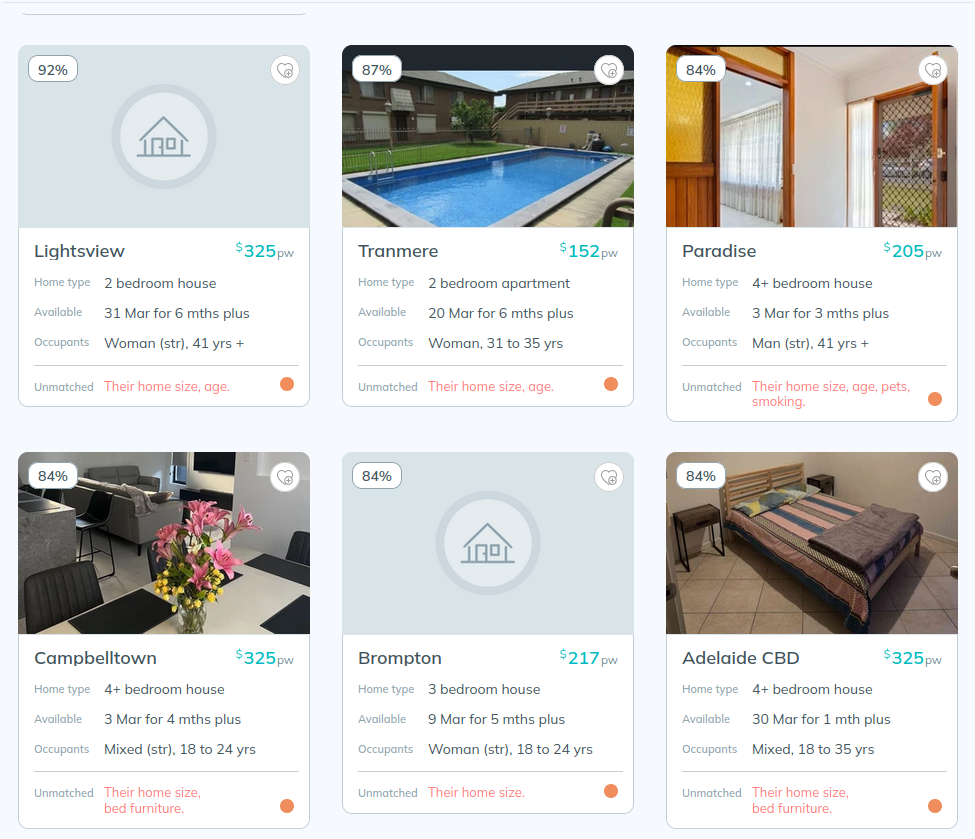 92%
87%
84%
Lightsview $325pw
Home type 2 bedroom house
Available 31 Mar for 6 mths plus
Occupants Woman (str), 41 yrs +
Unmatched Their home size, age.
Tranmere $152pw
Home type 2 bedroom apartment
Available 20 Mar for 6 mths plus
Occupants Woman, 31 to 35 yrs
Unmatched Their home size, age.
Paradise $205pw
Home type 4+ bedroom house
Available 3 Mar for 3 mths plus
Occupants Man (str), 41 yrs +
Unmatched Their home size, age, pets,
smoking.
84%
84%
84%
Campbelltown $325pw
Home type 4+ bedroom house
Available 3 Mar for 4 mths plus
Occupants Mixed (str), 18 to 24 yrs
Unmatched Their home size,
bed furniture.
Brompton $217pw
Home type 3 bedroom house
Available 9 Mar for 5 mths plus
Occupants Woman (str), 18 to 24 yrs
Unmatched Their home size.
Adelaide CBD $325pw
Home type 4+ bedroom house
Available 30 Mar for 1 mth plus
Occupants Mixed, 18 to 35 yrs
Unmatched Their home size,
bed furniture.